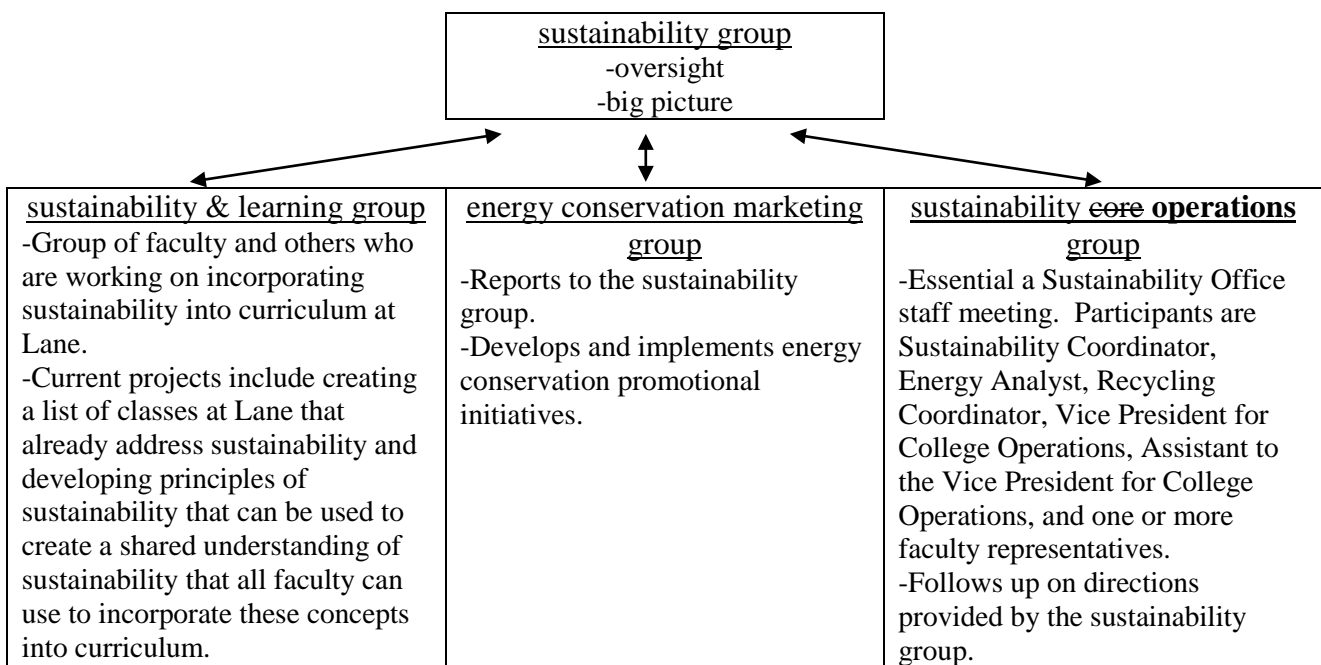 sustainability group
-oversight
-big picture
sustainability & learning group
-Group of faculty and others who
are working on incorporating
sustainability into curriculum at
Lane.
-Current projects include creating
a list of classes at Lane that
already address sustainability and
developing principles of
sustainability that can be used to
create a shared understanding of
sustainability that all faculty can
use to incorporate these concepts
into curriculum.
energy conservation marketing
group
-Reports to the sustainability
group.
-Develops and implements energy
conservation promotional
initiatives.
sustainability core operations
group
-Essential a Sustainability Office
staff meeting.  Participants are
Sustainability Coordinator,
Energy Analyst, Recycling
Coordinator, Vice President for
College Operations, Assistant to
the Vice President for College
Operations, and one or more
faculty representatives.
-Follows up on directions
provided by the sustainability
group.